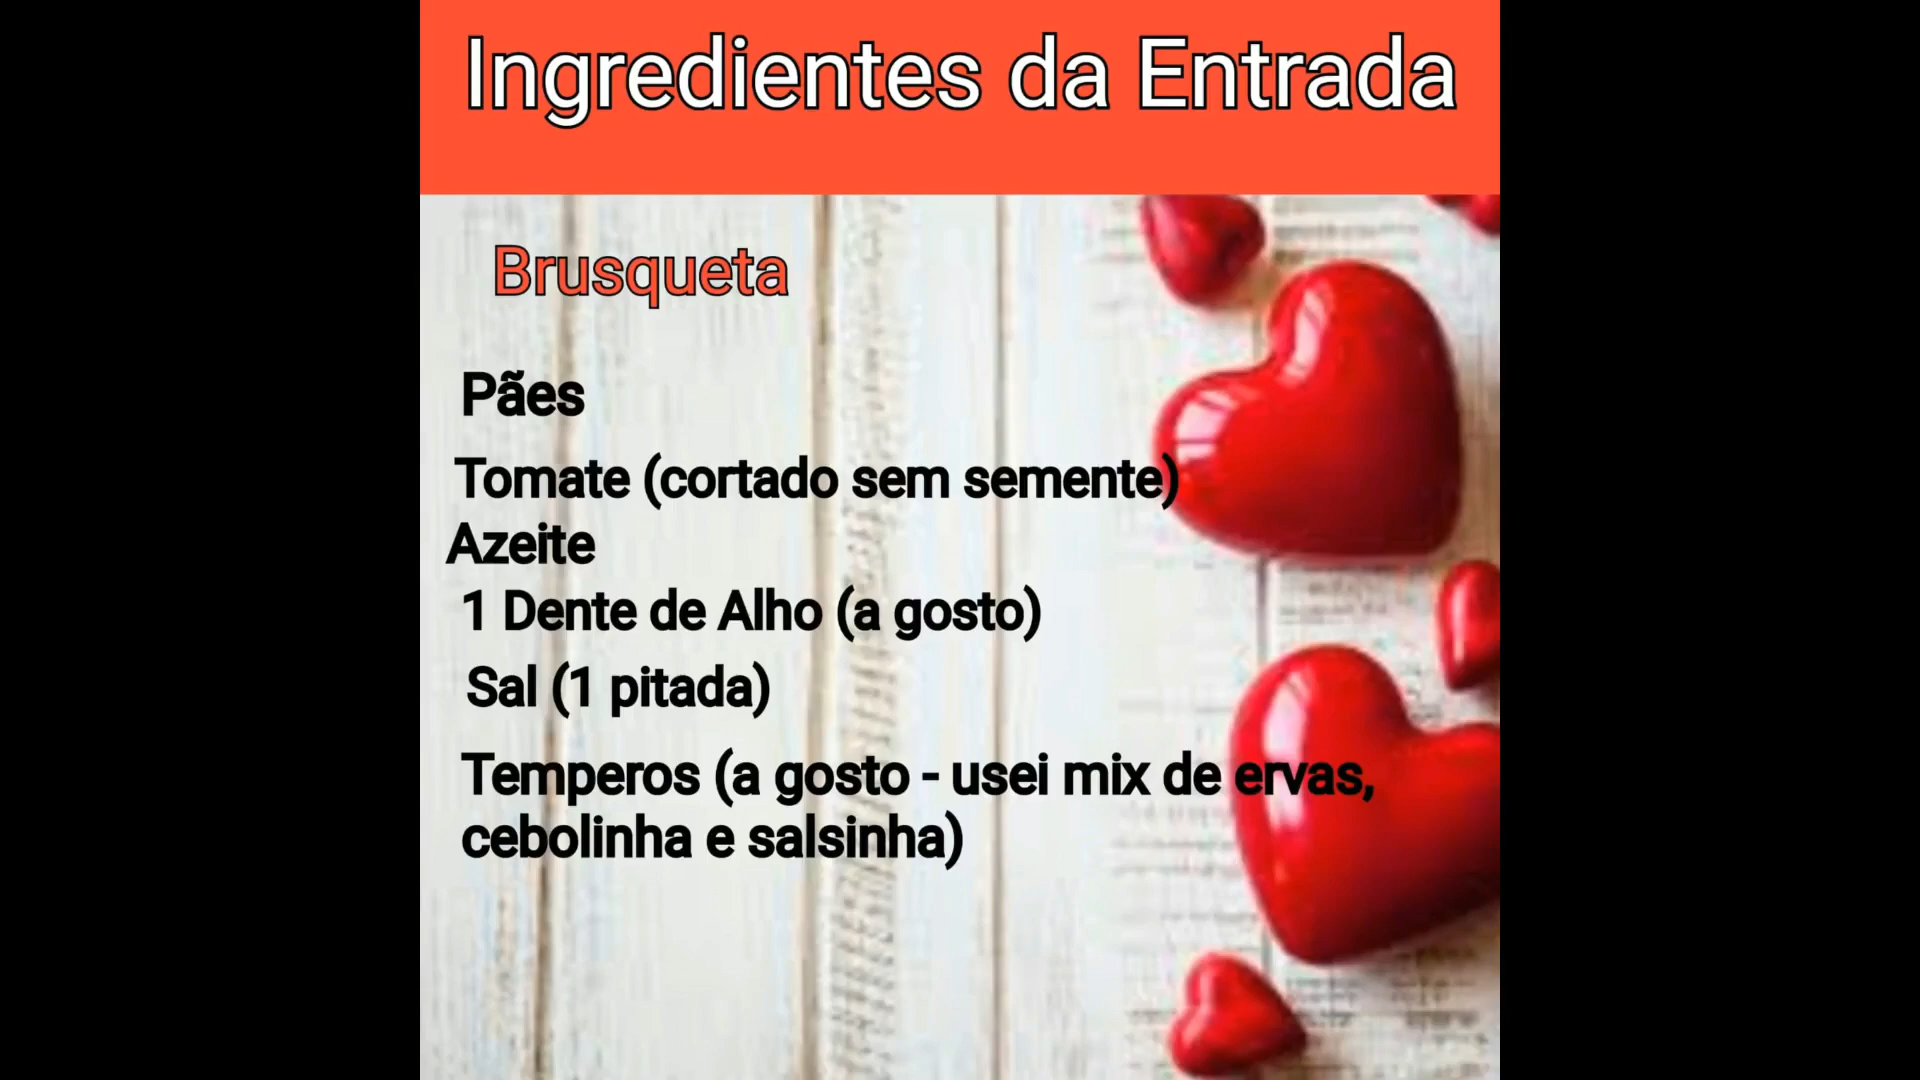 Ingredientes da Entrada
Brusqueta
Pães
Tomate (cortado sem semente)
Azeite
1 Dente de Alho (a gosto)
Sal (1 pitada)
Temperos (a gosto - usei mix de ervas,
cebolinha e salsinha)